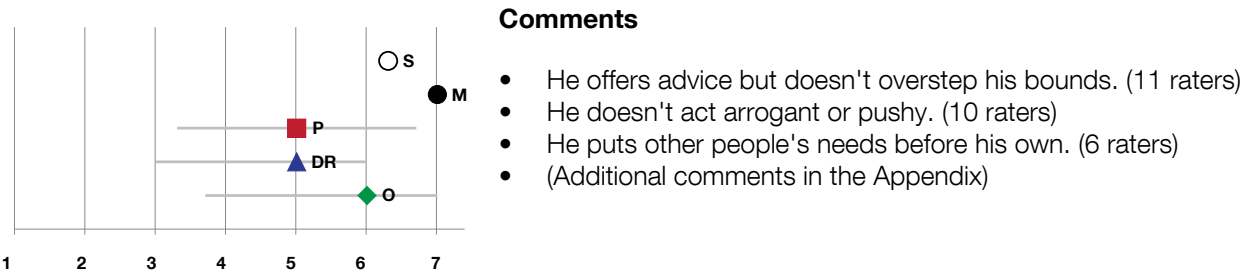 Comments
S
M
P
DR
O
1 2 3 4 5 6 7
• He offers advice but doesn't overstep his bounds. (11 raters)
• He doesn't act arrogant or pushy. (10 raters)
• He puts other people's needs before his own. (6 raters)
• (Additional comments in the Appendix)